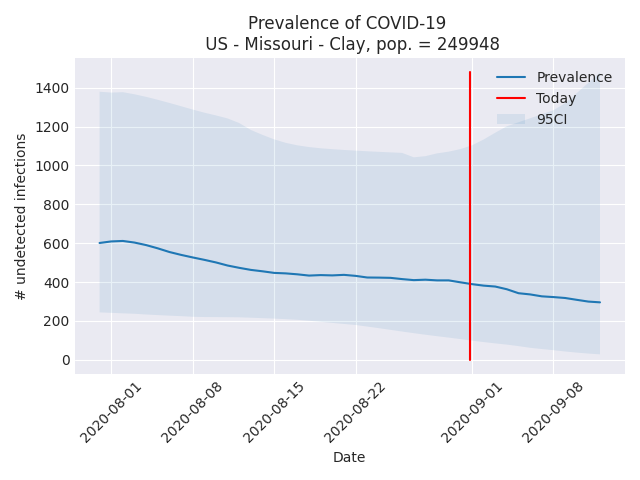 Prevalence of COVID-19
US - Missouri - Clay, pop. = 249948
Prevalence
Today
95CI
# undetected infections
1400
1200
1000
800
600
400
200
0
2020-08-01
2020-08-08
2020-08-15
2020-08-22
2020-09-01
2020-09-08
Date